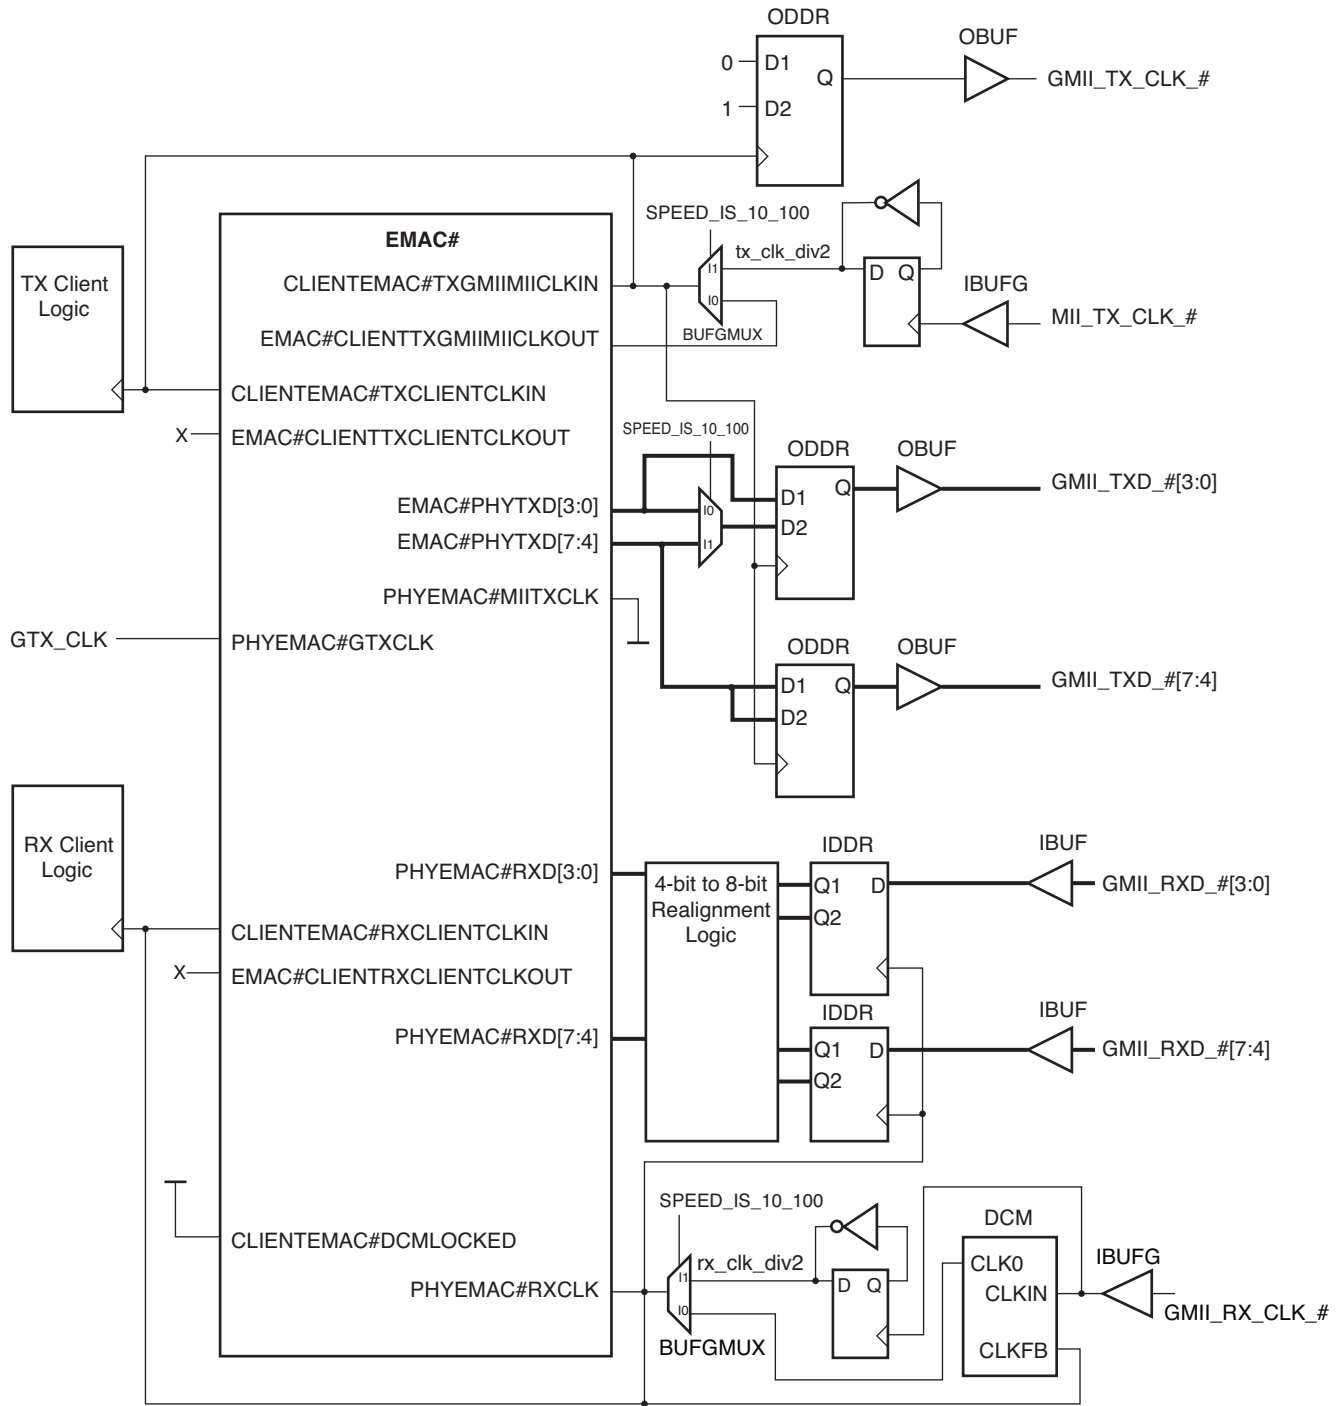 ODDR
OBUF
0
D1
Q
GMII_TX_CLK_#
1
D2
SPEED_IS_10_100
EMAC#
tx_clk_div2
TX Client
Logic
CLIENTEMAC#TXGMIIMIICLKIN
I1
I0
D
Q
IBUFG
MII_TX_CLK_#
EMAC#CLIENTTXGMIIMIICLKOUT
BUFGMUX
CLIENTEMAC#TXCLIENTCLKIN
X
EMAC#CLIENTTXCLIENTCLKOUT
SPEED_IS_10_100
ODDR
OBUF
EMAC#PHYTXD[3:0]
I0
D1
Q
GMII_TXD_#[3:0]
D2
EMAC#PHYTXD[7:4]
I1
PHYEMAC#MIITXCLK
GTX_CLK
PHYEMAC#GTXCLK
ODDR
OBUF
D1
Q
GMII_TXD_#[7:4]
D2
RX Client
Logic
IDDR
IBUF
PHYEMAC#RXD[3:0]
4-bit to 8-bit
Realignment
Logic
Q1
D
GMII_RXD_#[3:0]
Q2
CLIENTEMAC#RXCLIENTCLKIN
X
EMAC#CLIENTRXCLIENTCLKOUT
IDDR
IBUF
PHYEMAC#RXD[7:4]
Q1
D
GMII_RXD_#[7:4]
Q2
SPEED_IS_10_100
DCM
CLIENTEMAC#DCMLOCKED
rx_clk_div2
CLK0
IBUFG
PHYEMAC#RXCLK
I1
I0
D
Q
CLKIN
GMII_RX_CLK_#
BUFGMUX
CLKFB